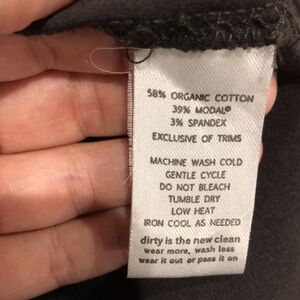 58% ORGANIC COTTON
39% MODAL®
3% SPANDEX
EXCLUSIVE OF TRIMS
MACHINE WASH COLD
GENTLE CYCLE
DO NOT BLEACH
TUMBLE DRY
LOW HEAT
IRON COOL AS NEEDED
dirty is the new clean
wear more, wash less
wear it out or pass it on